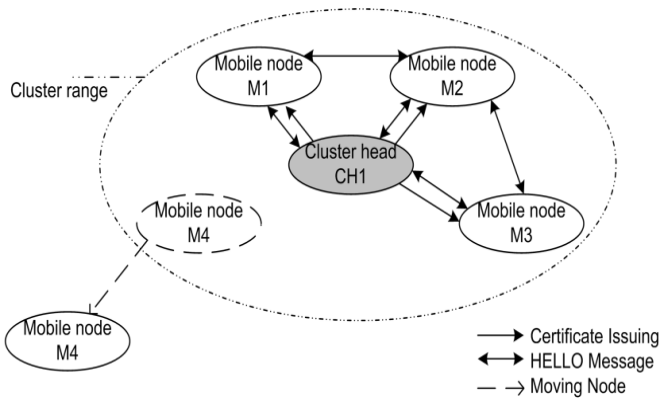 Mobile node
M1
Mobile node
M2
Cluster range
Cluster head
CH1
Mobile node
M4
Mobile node
M3
Mobile node
M4
Certificate Issuing
HELLO Message
Moving Node